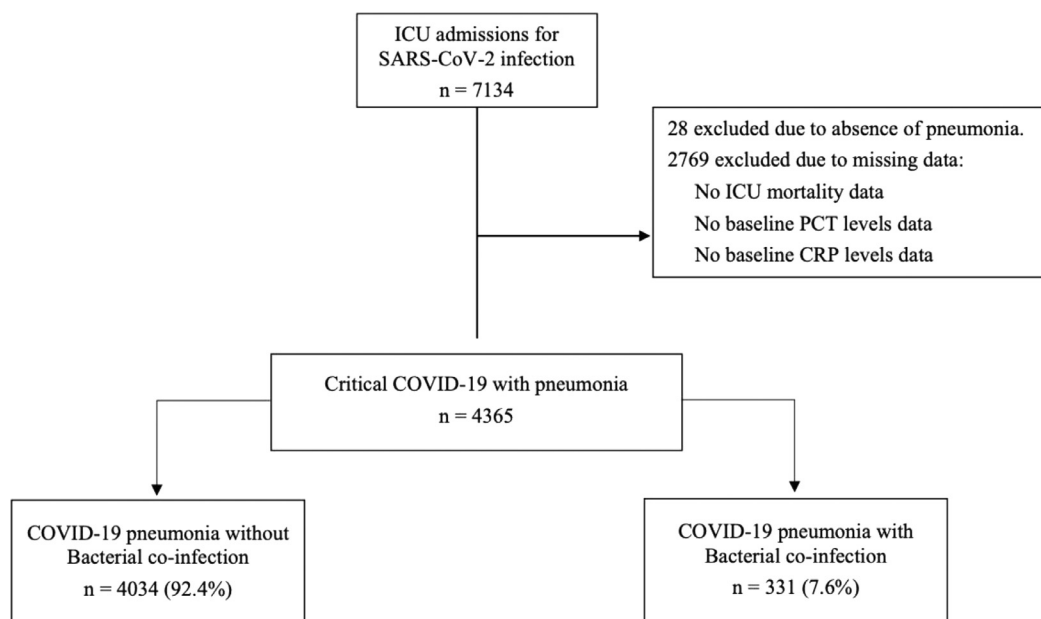 ICU admissions for
SARS-CoV-2 infection
n = 7134
28 excluded due to absence of pneumonia.
2769 excluded due to missing data:
No ICU mortality data
No baseline PCT levels data
No baseline CRP levels data
Critical COVID-19 with pneumonia
n = 4365
COVID-19 pneumonia without
Bacterial co-infection
n = 4034 (92.4%)
COVID-19 pneumonia with
Bacterial co-infection
n = 331 (7.6%)